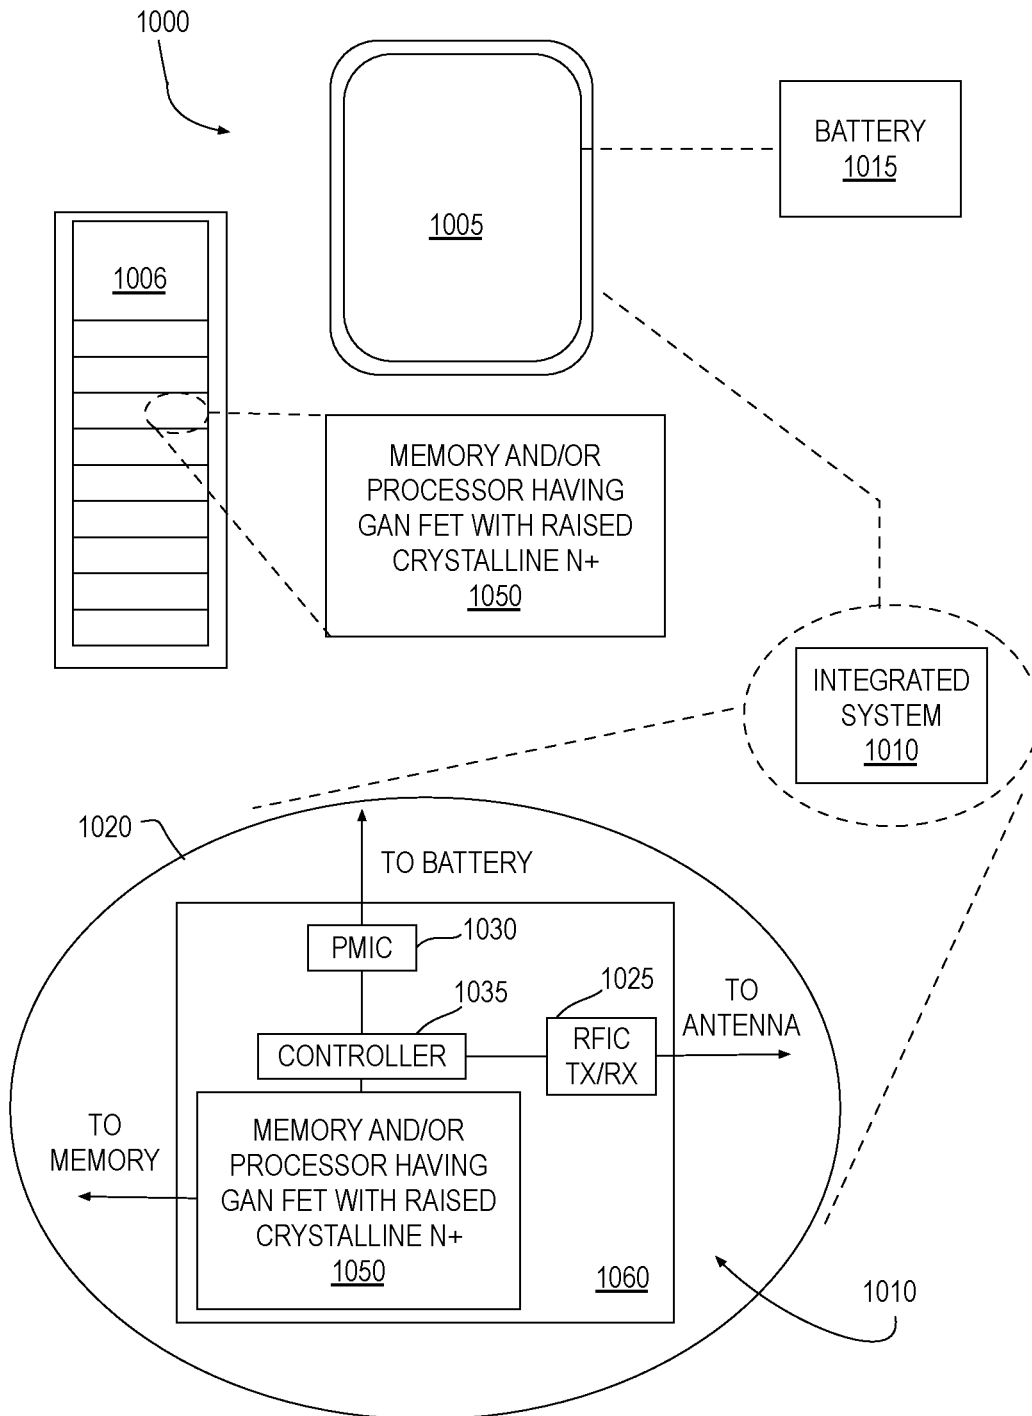 1000
BATTERY
1015
1005
1006
MEMORY AND/OR
PROCESSOR HAVING
GAN FET WITH RAISED
CRYSTALLINE N+
1050
INTEGRATED
SYSTEM
1010
1020
TO BATTERY
PMIC
1030
1035
1025
TO
ANTENNA
CONTROLLER
RFIC
TX/RX
TO
MEMORY
MEMORY AND/OR
PROCESSOR HAVING
GAN FET WITH RAISED
CRYSTALLINE N+
1050
1060
1010